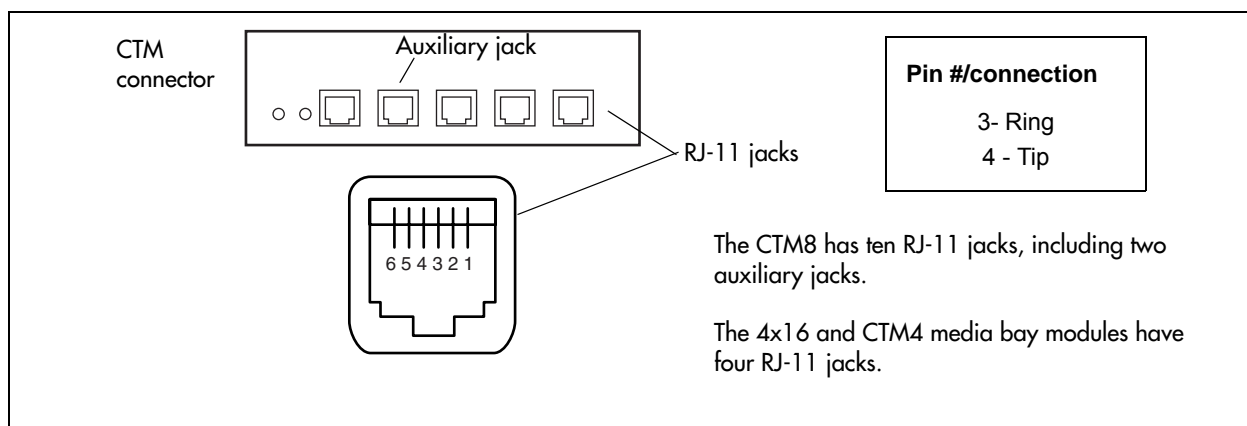 CTM
connector
Auxiliary jack
RJ-11 jacks
6 5 4 3 2 1
Pin #/connection
3- Ring
4 - Tip
The CTM8 has ten RJ-11 jacks, including two
auxiliary jacks.
The 4x16 and CTM4 media bay modules have
four RJ-11 jacks.